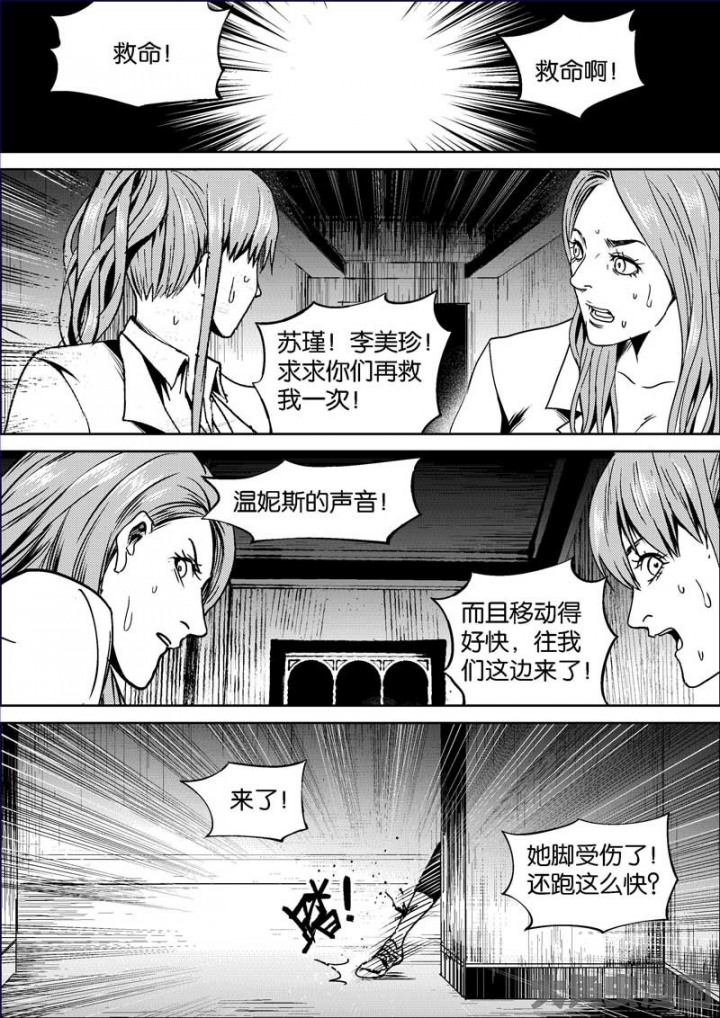 救命！
救命啊！
苏瑾！李美珍！
求求你们再救
我一次！
温妮斯的声音！
而且移动得
好快，往我
们这边来了！
来了！
她脚受伤了！
还跑这么快？